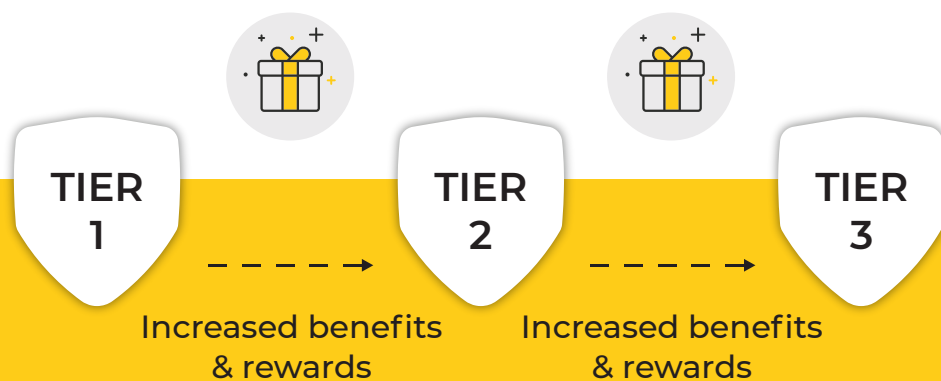 TIER
1
TIER
2
TIER
3
Increased benefits
& rewards
Increased benefits
& rewards